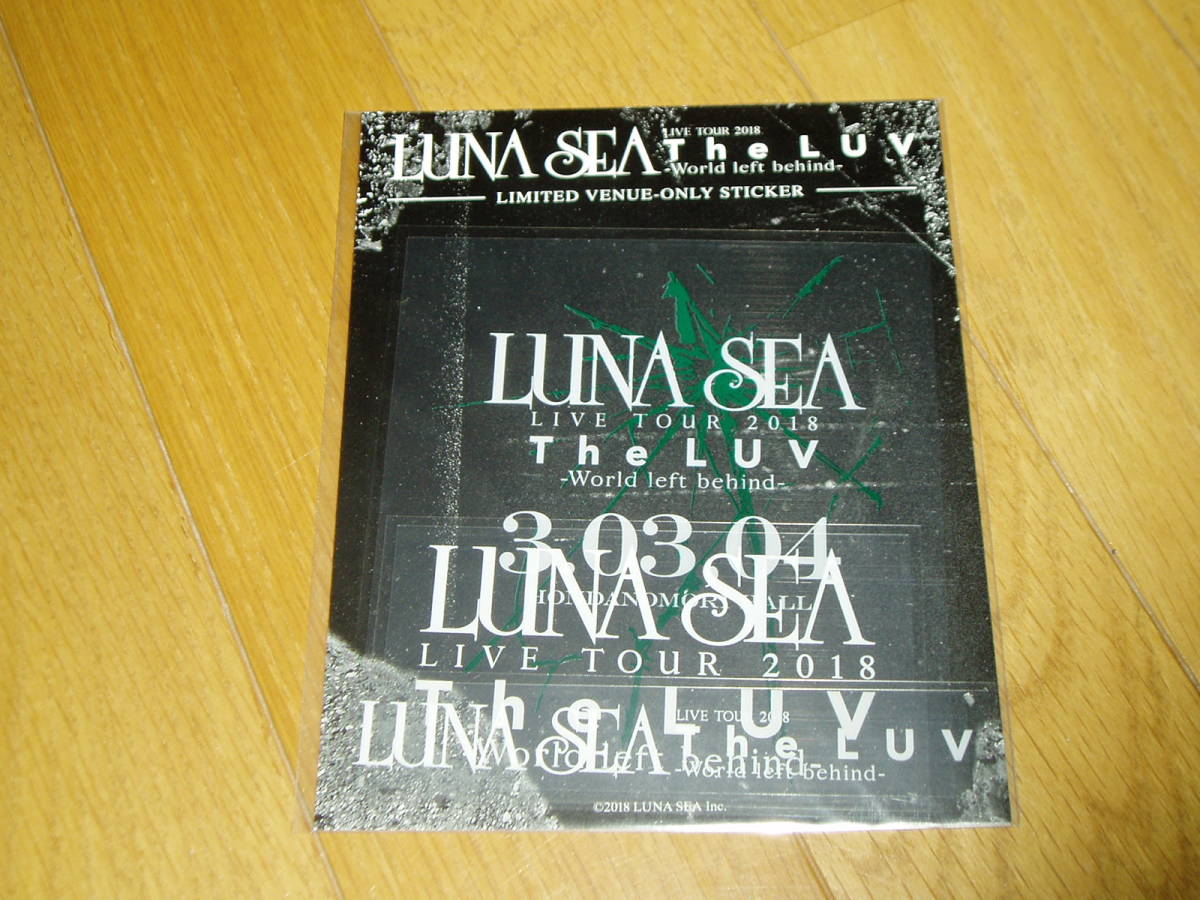 LUNA SEA LIVE TOUR 2018
The LUV
-World left behind-
LIMITED VENUE-ONLY STICKER
LUNA SEA
LIVE TOUR 2018
The LUV
-World left behind-
3.03.04
HONDANOMORI HALL
LUNA SEA
LIVE TOUR 2018
The LUV
-World left behind-
LUNA SEA LIVE TOUR 2018
The LUV
-World left behind-
©2018 LUNA SEA Inc.